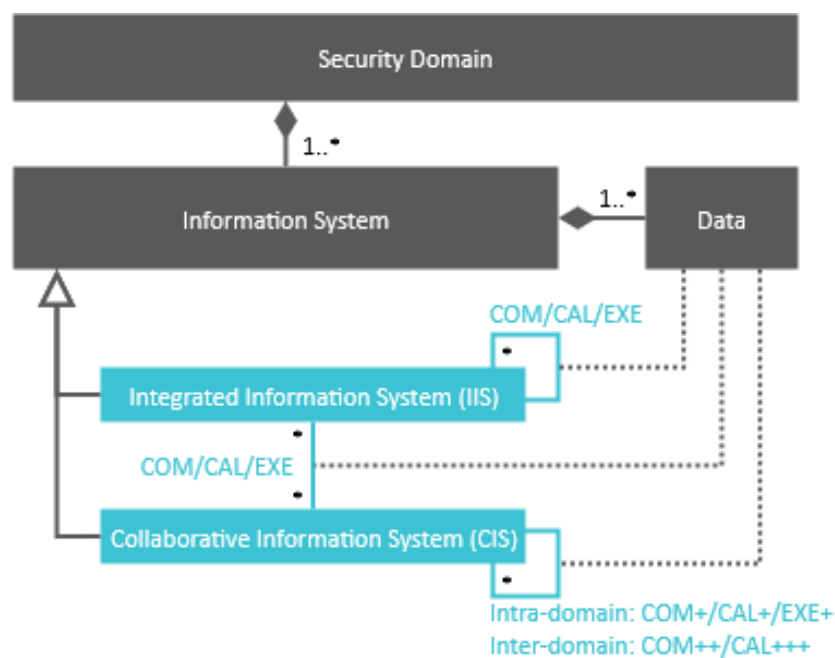 Security Domain
1..*
Information System
1..*
Data
COM/CAL/EXE
*
Integrated Information System (IIS)
*
COM/CAL/EXE
*
Collaborative Information System (CIS)
*
Intra-domain: COM+/CAL+/EXE+
Inter-domain: COM++/CAL+++